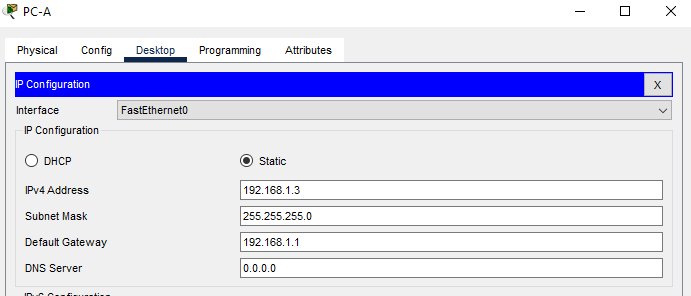 PC-A
Physical Config Desktop Programming Attributes
IP Configuration X
Interface FastEthernet0
IP Configuration
DHCP Static
IPv4 Address 192.168.1.3
Subnet Mask 255.255.255.0
Default Gateway 192.168.1.1
DNS Server 0.0.0.0